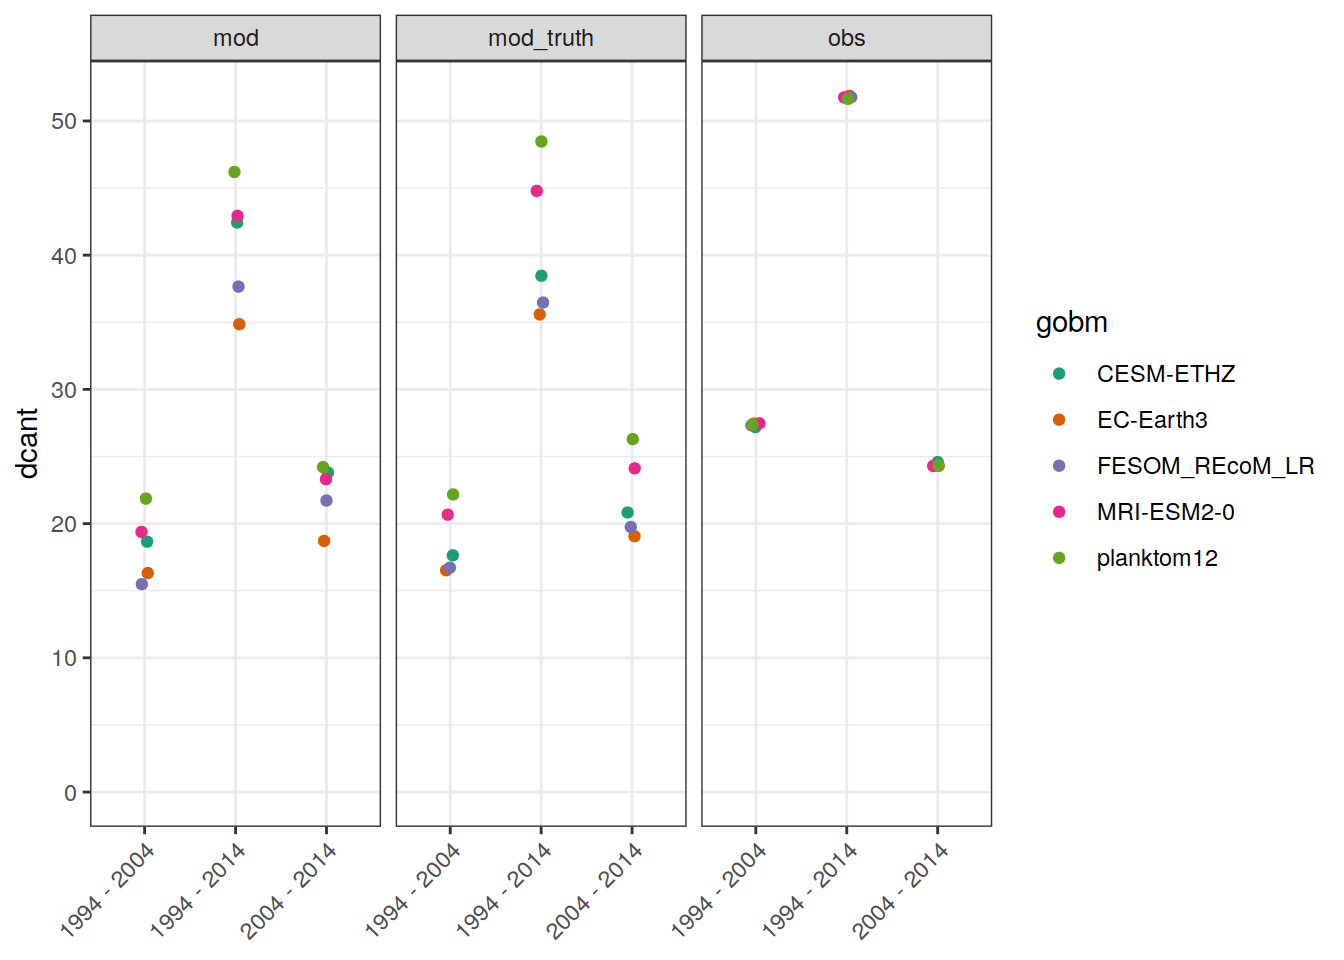 mod
mod_truth
obs
dcant
50
40
30
20
10
0
1994 - 2004
1994 - 2014
2004 - 2014
1994 - 2004
1994 - 2014
2004 - 2014
1994 - 2004
1994 - 2014
2004 - 2014
gobm
CESM-ETHZ
EC-Earth3
FESOM_REcoM_LR
MRI-ESM2-0
planktom12